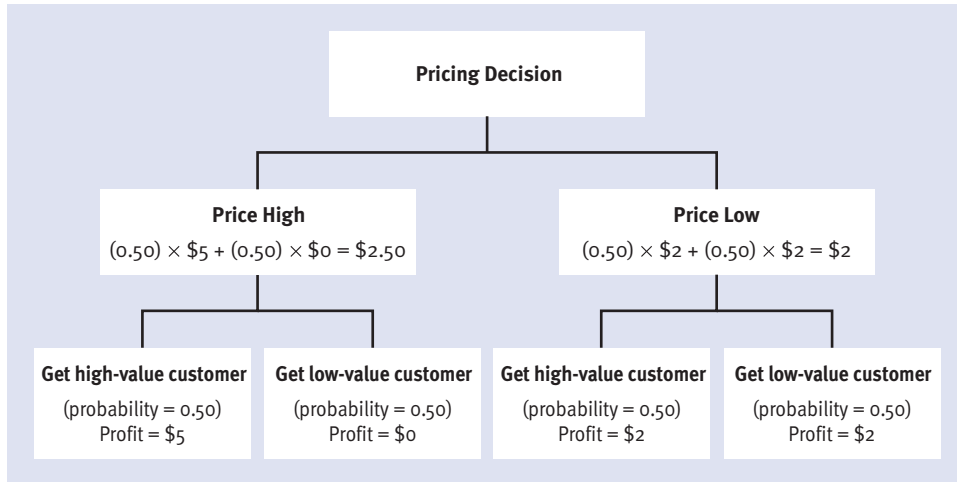 Pricing Decision
Price High
(0.50) × $5 + (0.50) × $0 = $2.50
Price Low
(0.50) × $2 + (0.50) × $2 = $2
Get high-value customer
(probability = 0.50)
Profit = $5
Get low-value customer
(probability = 0.50)
Profit = $0
Get high-value customer
(probability = 0.50)
Profit = $2
Get low-value customer
(probability = 0.50)
Profit = $2